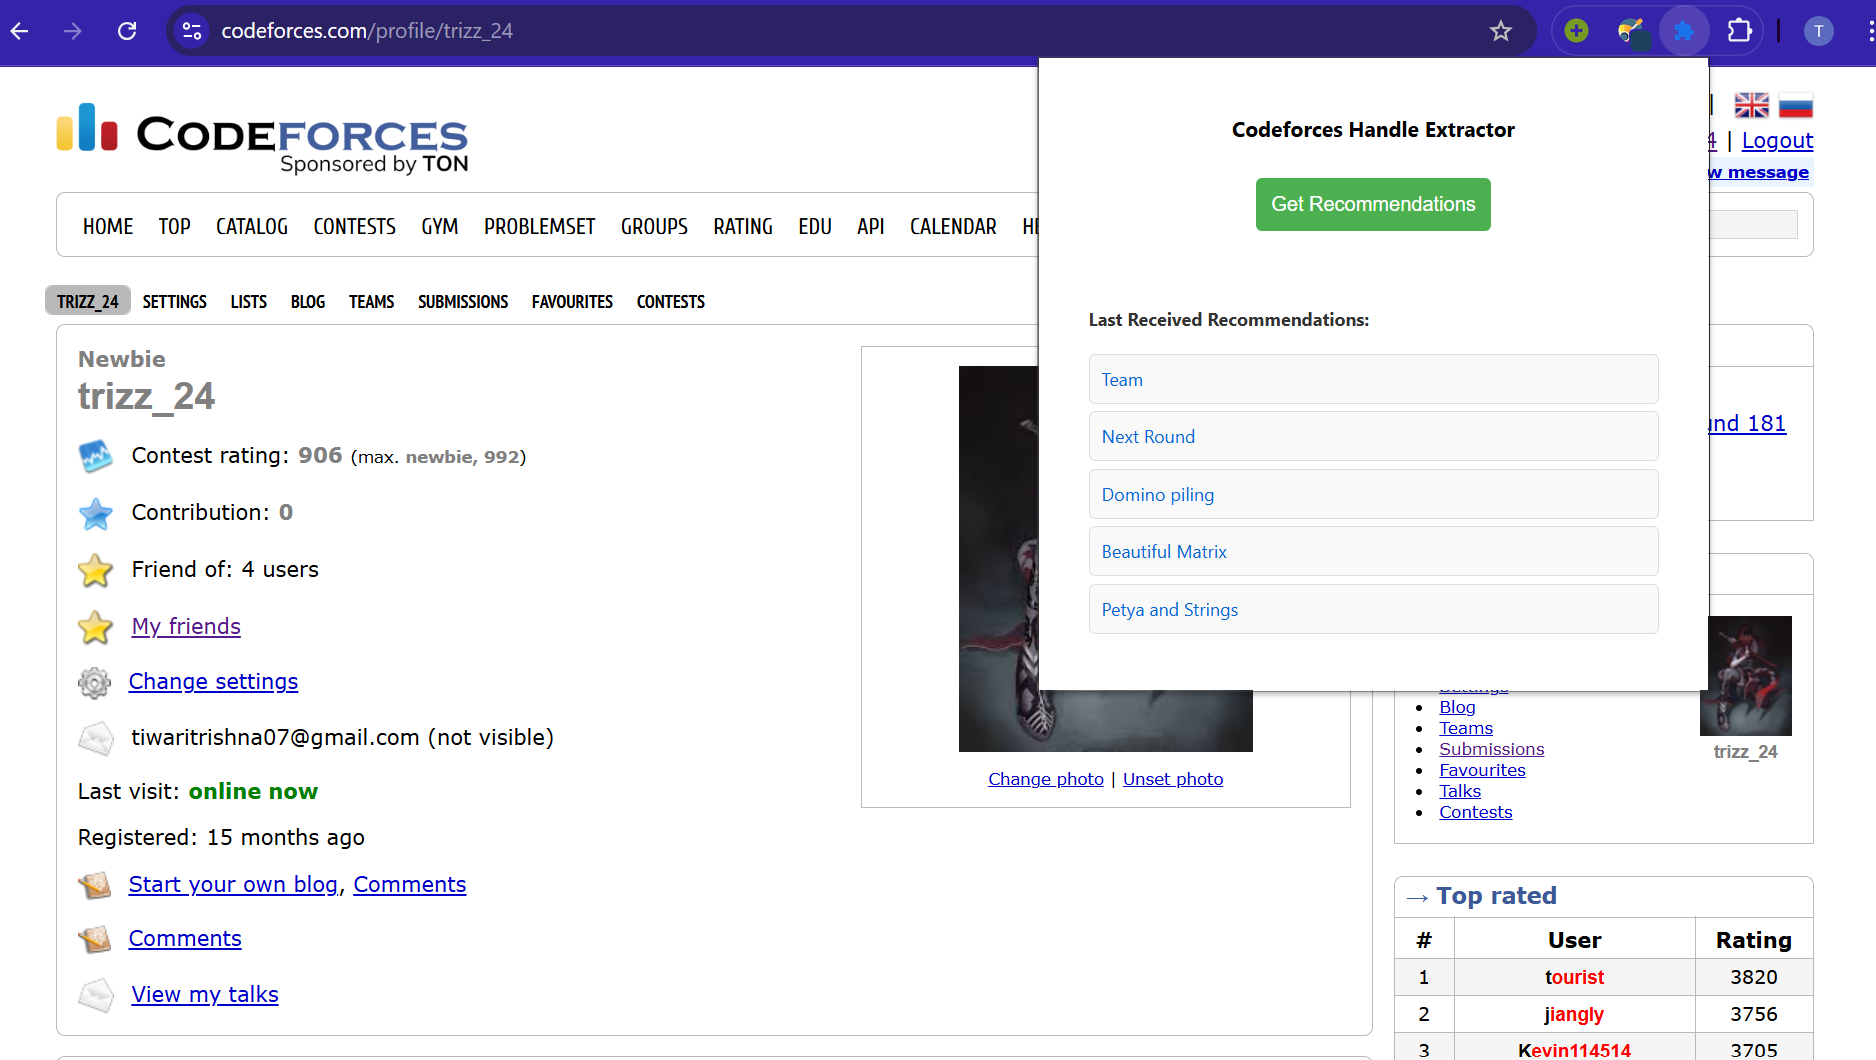 codeforces.com/profile/trizz_24
T
CODEFORCES
Sponsored by TON
| Logout
w message
HOME TOP CATALOG CONTESTS GYM PROBLEMSET GROUPS RATING EDU API CALENDAR
TRIZZ_24 SETTINGS LISTS BLOG TEAMS SUBMISSIONS FAVOURITES CONTESTS
Codeforces Handle Extractor
Get Recommendations
Last Received Recommendations:
Team
Next Round
Domino piling
Beautiful Matrix
Petya and Strings
Newbie
trizz_24
Contest rating: 906 (max. newbie, 992)
Contribution: 0
Friend of: 4 users
My friends
Change settings
tiwaritrishna07@gmail.com (not visible)
Last visit: online now
Registered: 15 months ago
Start your own blog, Comments
Comments
View my talks
Change photo | Unset photo
und 181
Blog
Teams
Submissions
Favourites
Talks
Contests
trizz_24
→ Top rated
# User Rating
1 tourist 3820
2 jiangly 3756
3 Kevin114514 3705